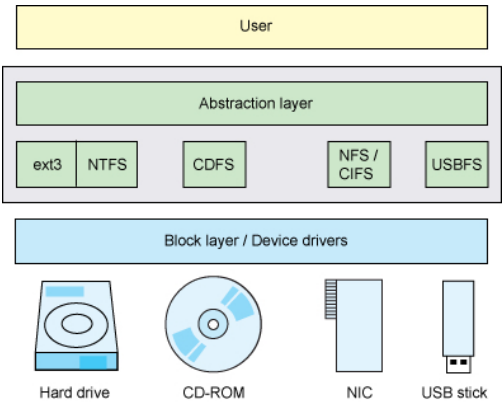 User
Abstraction layer
ext3
NTFS
CDFS
NFS /
CIFS
USBFS
Block layer / Device drivers
Hard drive
CD-ROM
NIC
USB stick